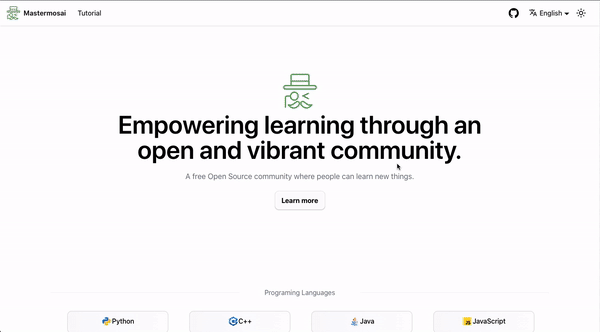 Mastermosai Tutorial English
Empowering learning through an
open and vibrant community.
A free Open Source community where people can learn new things.
Learn more
Programing Languages
Python C++ Java JS JavaScript